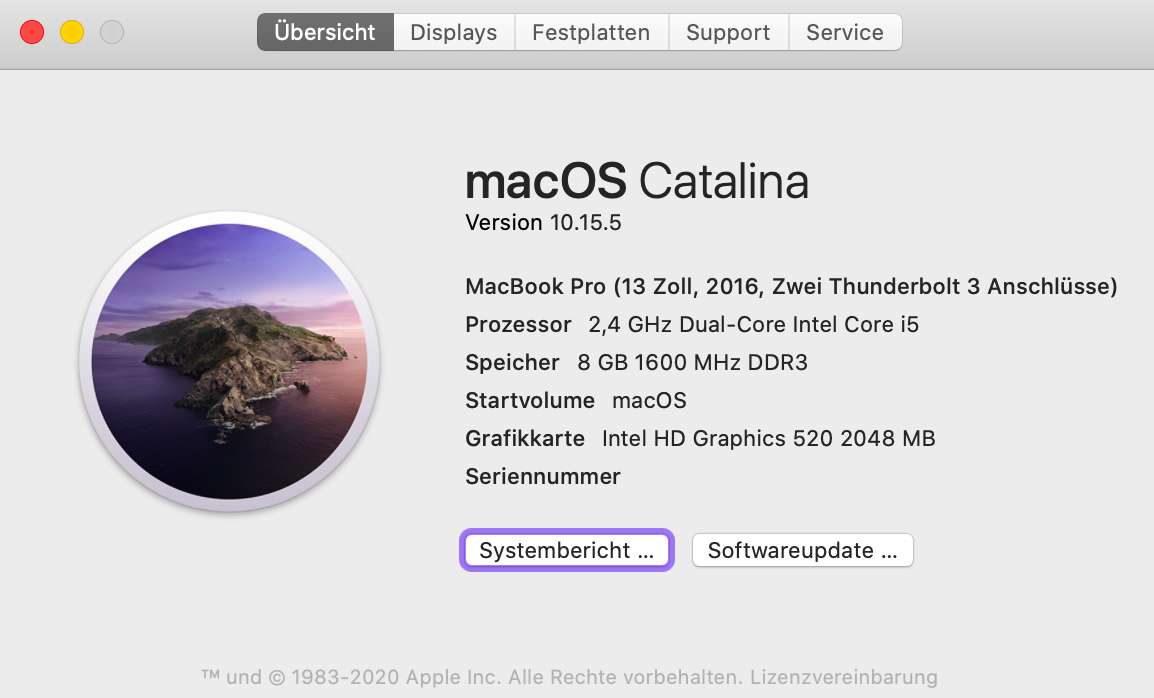 Übersicht Displays Festplatten Support Service
macOS Catalina
Version 10.15.5
MacBook Pro (13 Zoll, 2016, Zwei Thunderbolt 3 Anschlüsse)
Prozessor 2,4 GHz Dual-Core Intel Core i5
Speicher 8 GB 1600 MHz DDR3
Startvolume macOS
Grafikkarte Intel HD Graphics 520 2048 MB
Seriennummer
Systembericht ... Softwareupdate ...
™ und © 1983-2020 Apple Inc. Alle Rechte vorbehalten. Lizenzvereinbarung